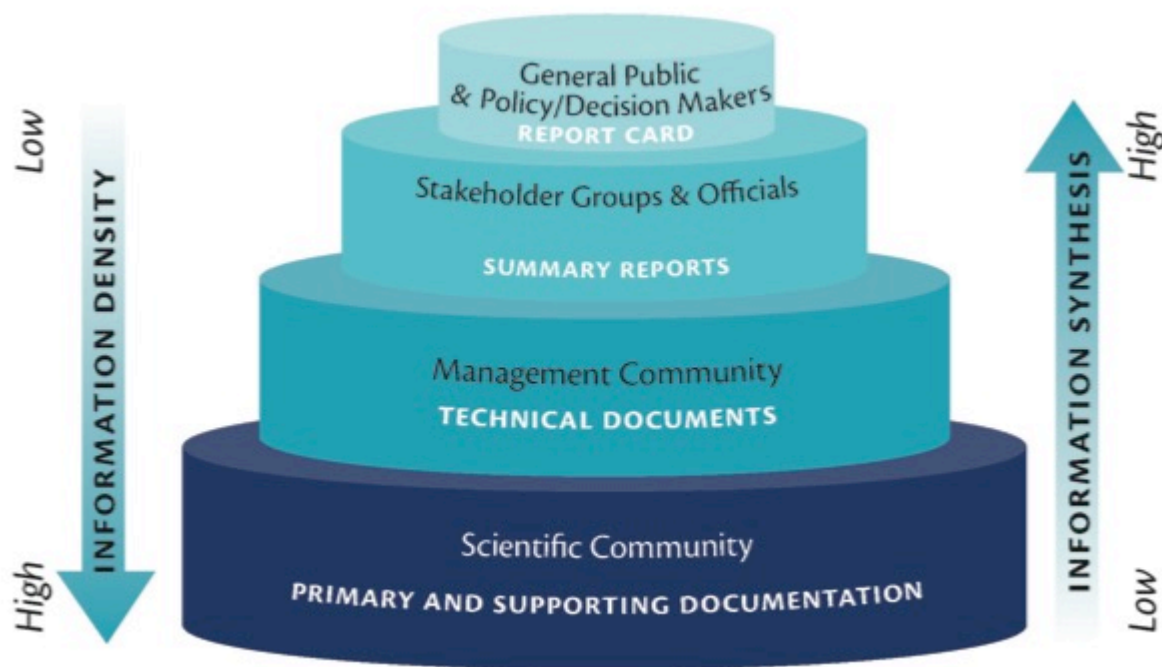 General Public
& Policy/Decision Makers
REPORT CARD
Stakeholder Groups & Officials
SUMMARY REPORTS
Management Community
TECHNICAL DOCUMENTS
Scientific Community
PRIMARY AND SUPPORTING DOCUMENTATION
Low
INFORMATION DENSITY
High
High
INFORMATION SYNTHESIS
Low